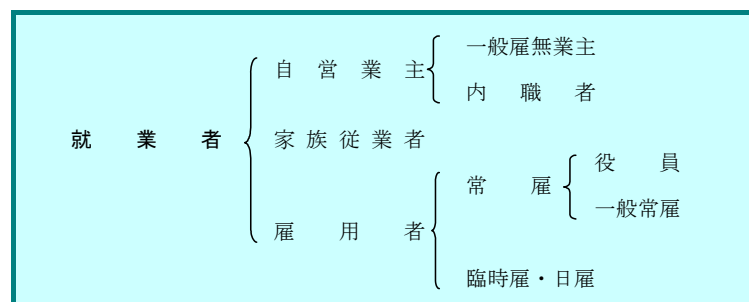 一般雇無業主
自営業主
内職者
就業者
家族従業者
役員
常雇
一般常雇
雇用者
臨時雇・日雇